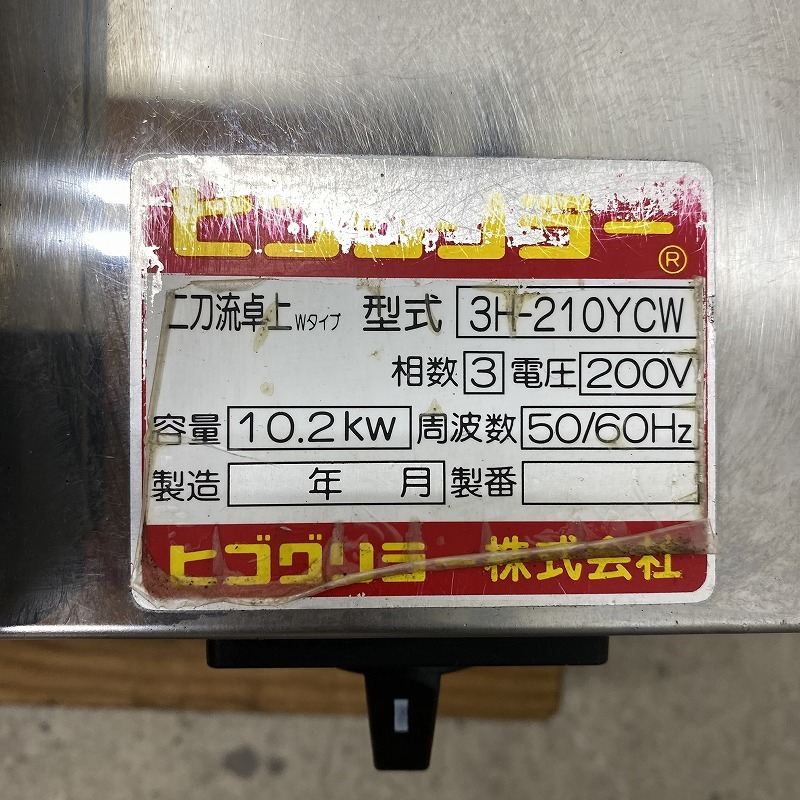 ヒゴグリラー ®
二刀流卓上Wタイプ 型式 3H-210YCW
相数 3 電圧 200V
容量 10.2kw 周波数 50/60Hz
製造 年 月 製番
ヒゴグリラ 株式会社